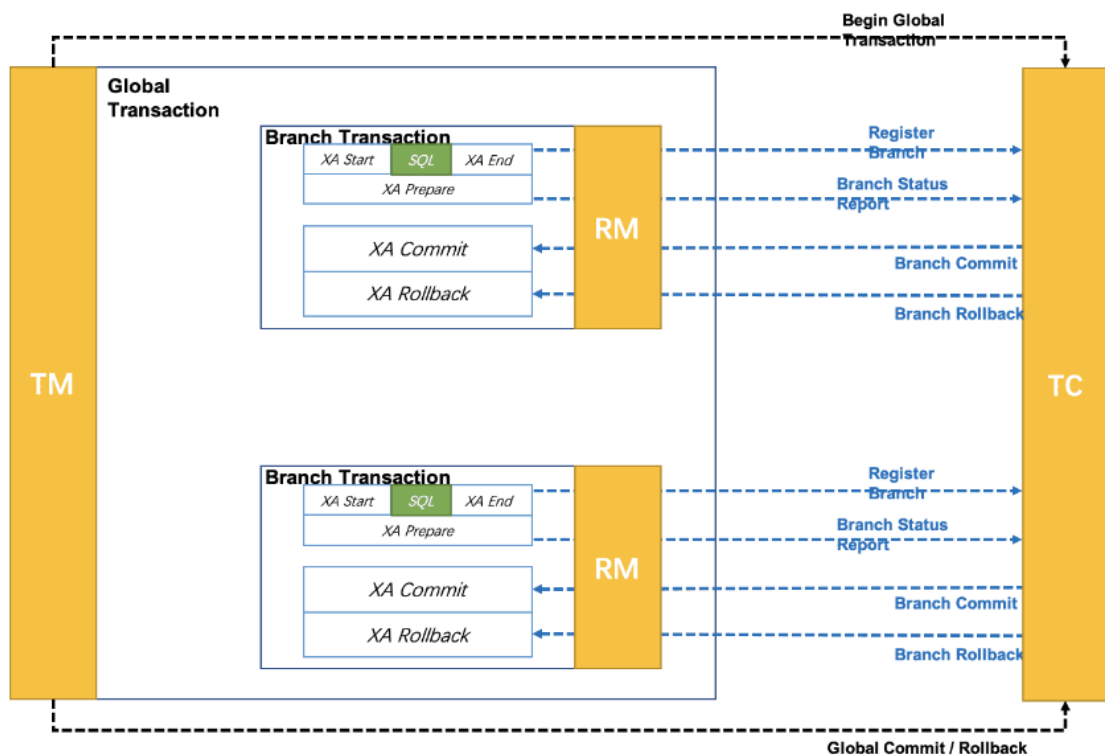 Begin Global
Transaction
Global
Transaction
TM
TC
Branch Transaction
XA Start
SQL
XA End
XA Prepare
XA Commit
XA Rollback
RM
Register
Branch
Branch Status
Report
Branch Commit
Branch Rollback
Branch Transaction
XA Start
SQL
XA End
XA Prepare
XA Commit
XA Rollback
RM
Register
Branch
Branch Status
Report
Branch Commit
Branch Rollback
Global Commit / Rollback